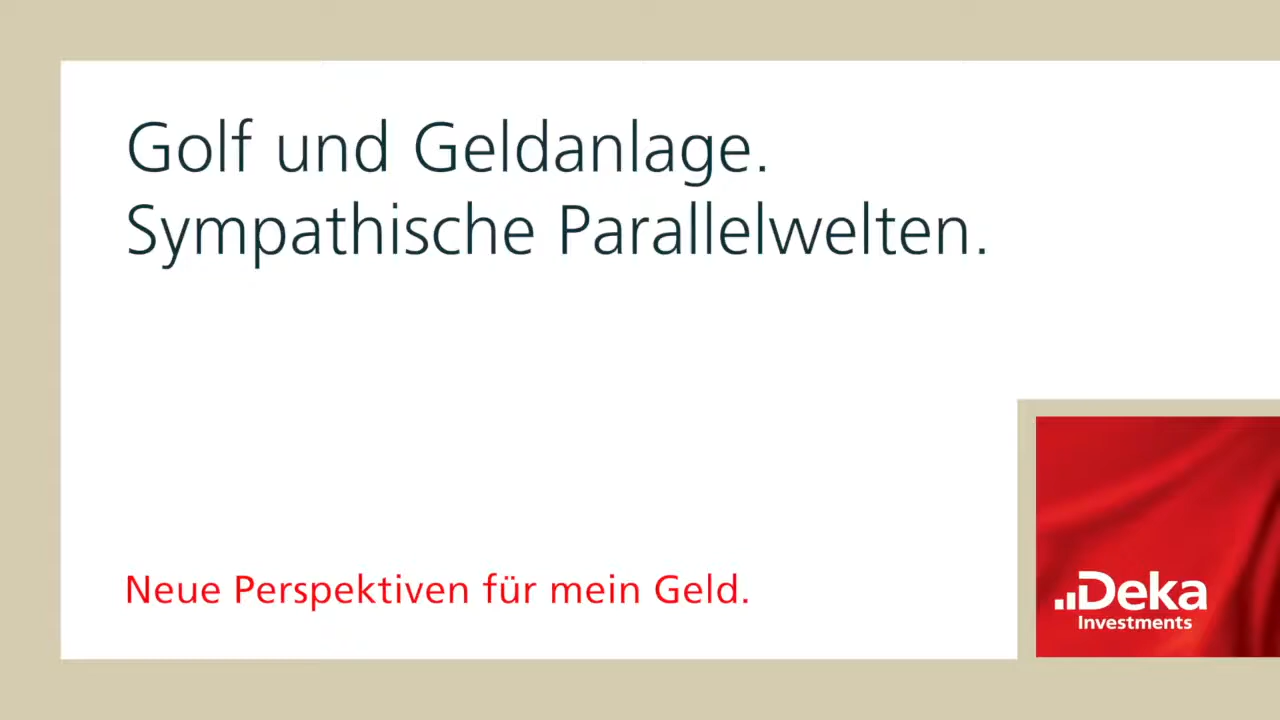 Golf und Geldanlage.
Sympathische Parallelwelten.
Neue Perspektiven für mein Geld.
Deka
Investments